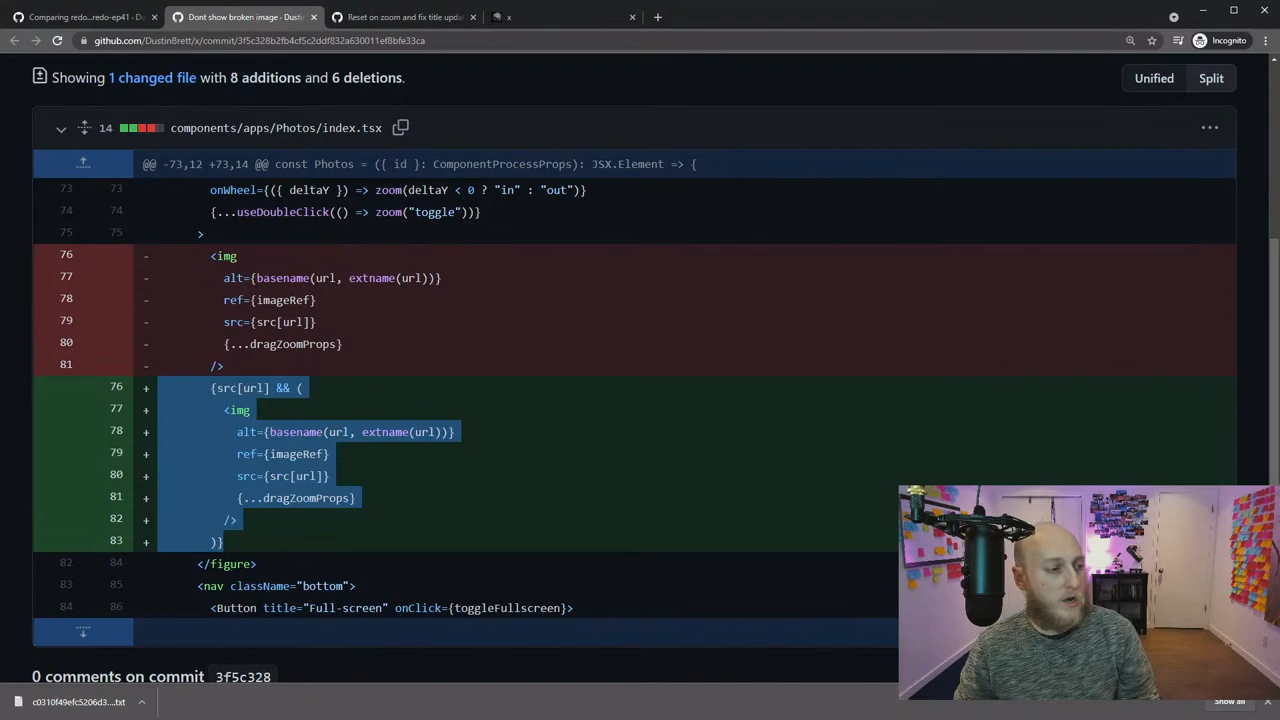 Comparing redo...redo-ep41 · Du
Dont show broken image · Dustin
Reset on zoom and fix title updat
x
github.com/DustinBrett/x/commit/3f5c328b2fb4cf5c2ddf832a630011ef8bfe33ca
Incognito
Showing 1 changed file with 8 additions and 6 deletions.
Unified
Split
14
components/apps/Photos/index.tsx
@@ -73,12 +73,14 @@ const Photos = ({ id }: ComponentProcessProps): JSX.Element => {
73 73 onWheel={({ deltaY }) => zoom(deltaY < 0 ? "in" : "out")}
74 74 {...useDoubleClick(() => zoom("toggle"))}
75 75 >
76 - <img
77 - alt={basename(url, extname(url))}
78 - ref={imageRef}
79 - src={src[url]}
80 - {...dragZoomProps}
81 - />
76 + {src[url] && (
77 + <img
78 + alt={basename(url, extname(url))}
79 + ref={imageRef}
80 + src={src[url]}
81 + {...dragZoomProps}
82 + />
83 + )}
82 84 </figure>
83 85 <nav className="bottom">
84 86 <Button title="Full-screen" onClick={toggleFullscreen}>
0 comments on commit 3f5c328
c0310f49efc5206d3....txt
Show all